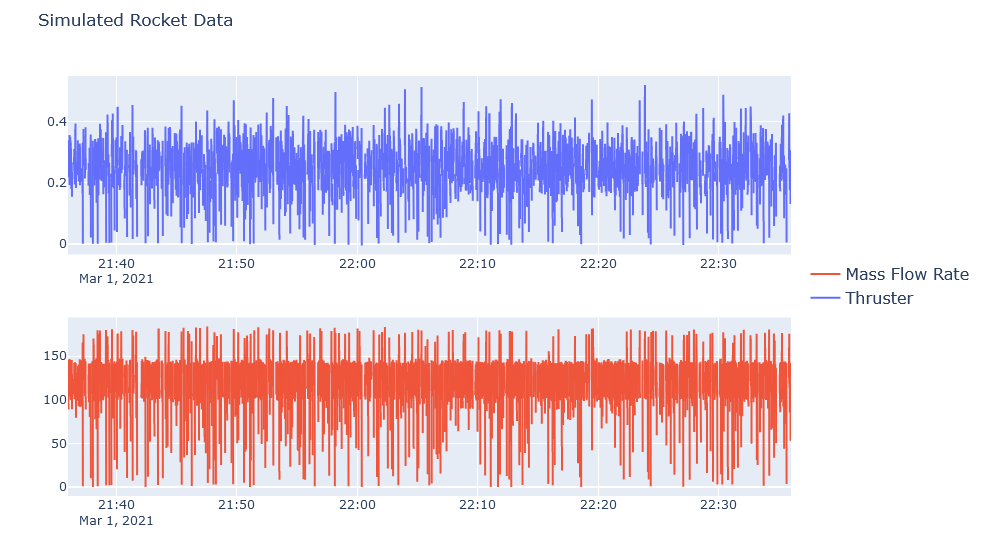 Simulated Rocket Data
0.4
0.2
0
21:40 21:50 22:00 22:10 22:20 22:30
Mar 1, 2021
Mass Flow Rate
Thruster
150
100
50
0
21:40 21:50 22:00 22:10 22:20 22:30
Mar 1, 2021